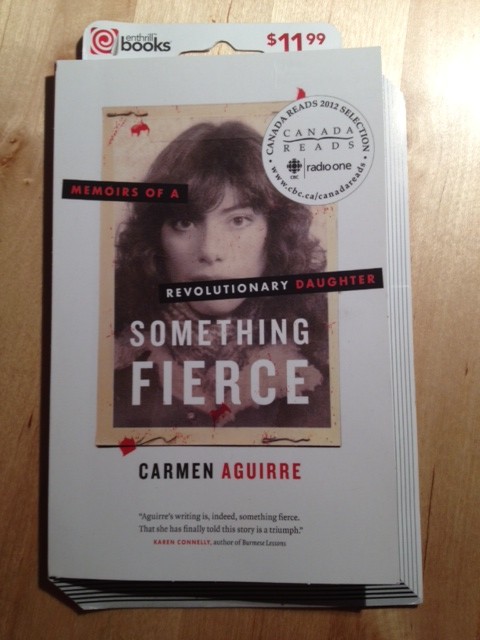 enthrill
books
$11.99
CANADA READS 2012 SELECTION
CANADA
READS
CBC
radio one
www.cbc.ca/canadareads
MEMOIRS OF A
REVOLUTIONARY DAUGHTER
SOMETHING
FIERCE
CARMEN AGUIRRE
"Aguirre's writing is, indeed, something fierce.
That she has finally told this story is a triumph."
KAREN CONNELLY, author of Burmese Lessons